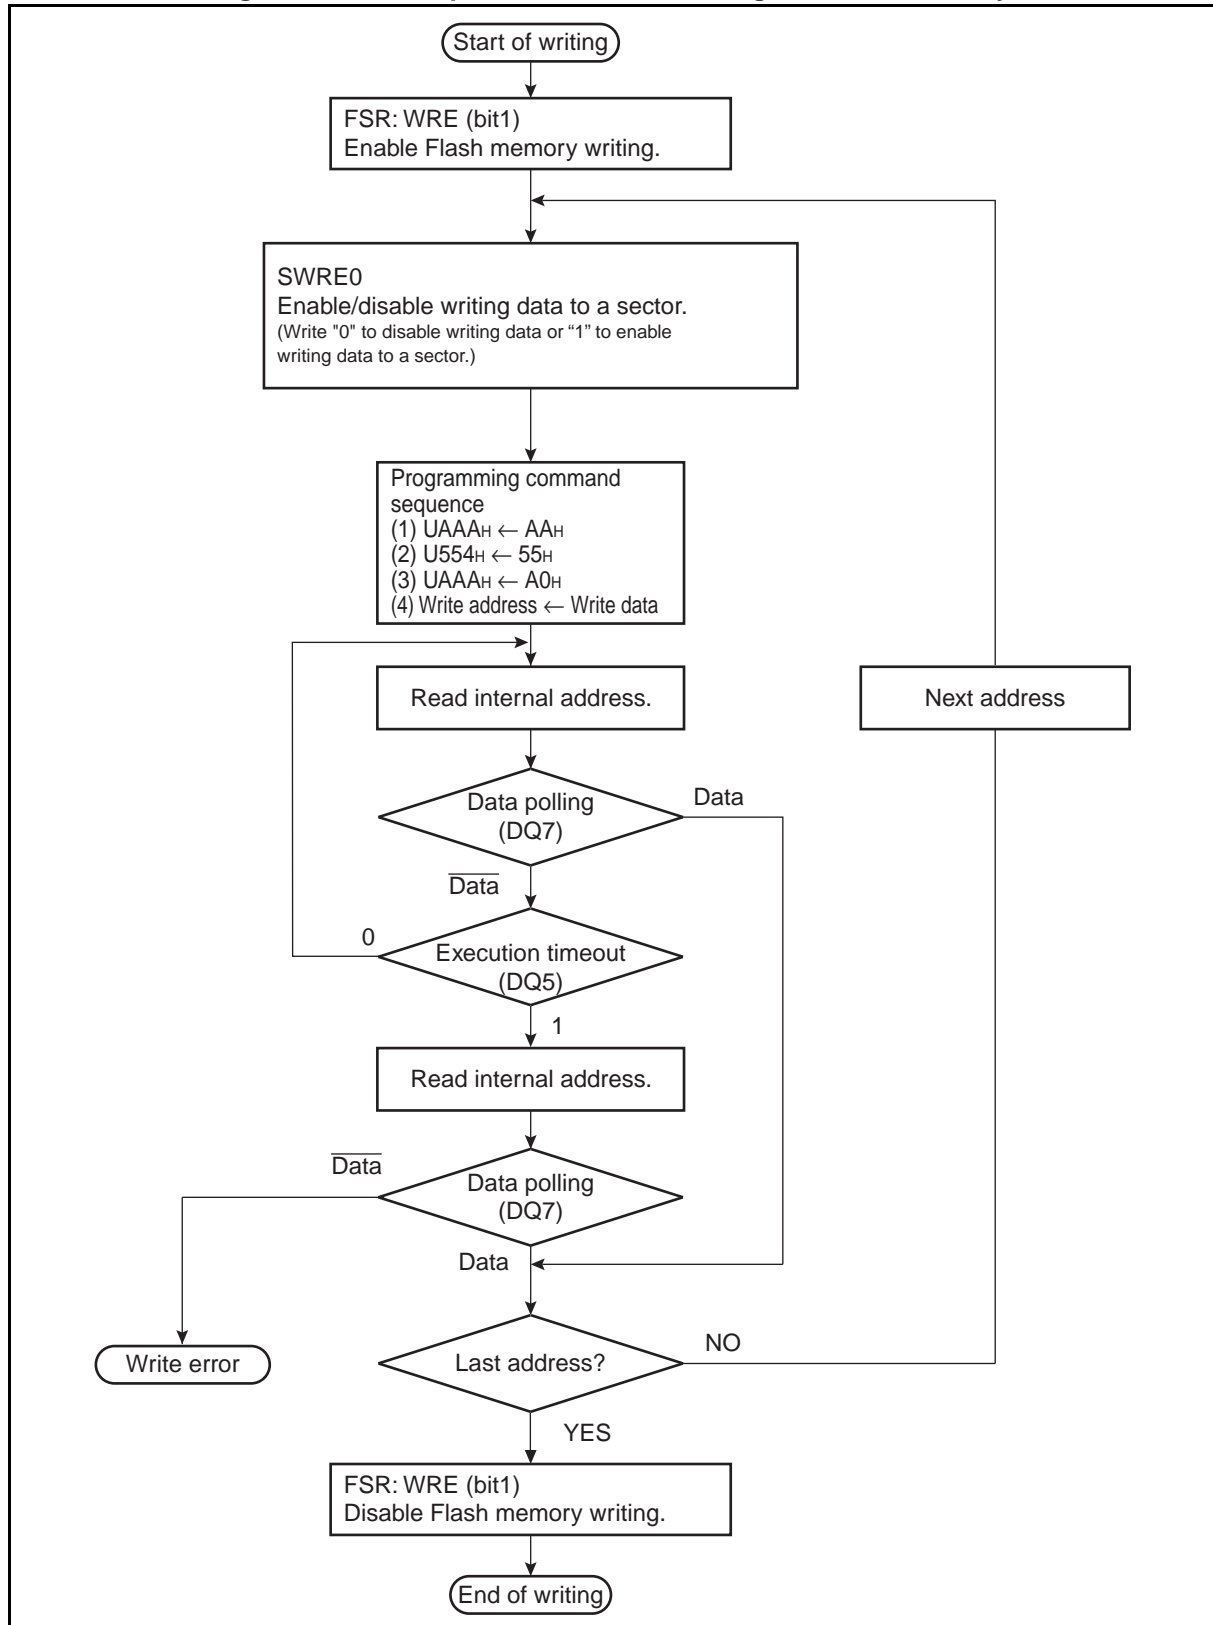 Start of writing
FSR: WRE (bit1)
Enable Flash memory writing.
SWRE0
Enable/disable writing data to a sector.
(Write "0" to disable writing data or “1” to enable
writing data to a sector.)
Programming command
sequence
(1) UAAAH ← AAH
(2) U554H ← 55H
(3) UAAAH ← A0H
(4) Write address ← Write data
Read internal address.
Next address
Data polling
(DQ7)
Data
Data
0
Execution timeout
(DQ5)
1
Read internal address.
Data
Data polling
(DQ7)
Data
Write error
Last address?
NO
YES
FSR: WRE (bit1)
Disable Flash memory writing.
End of writing